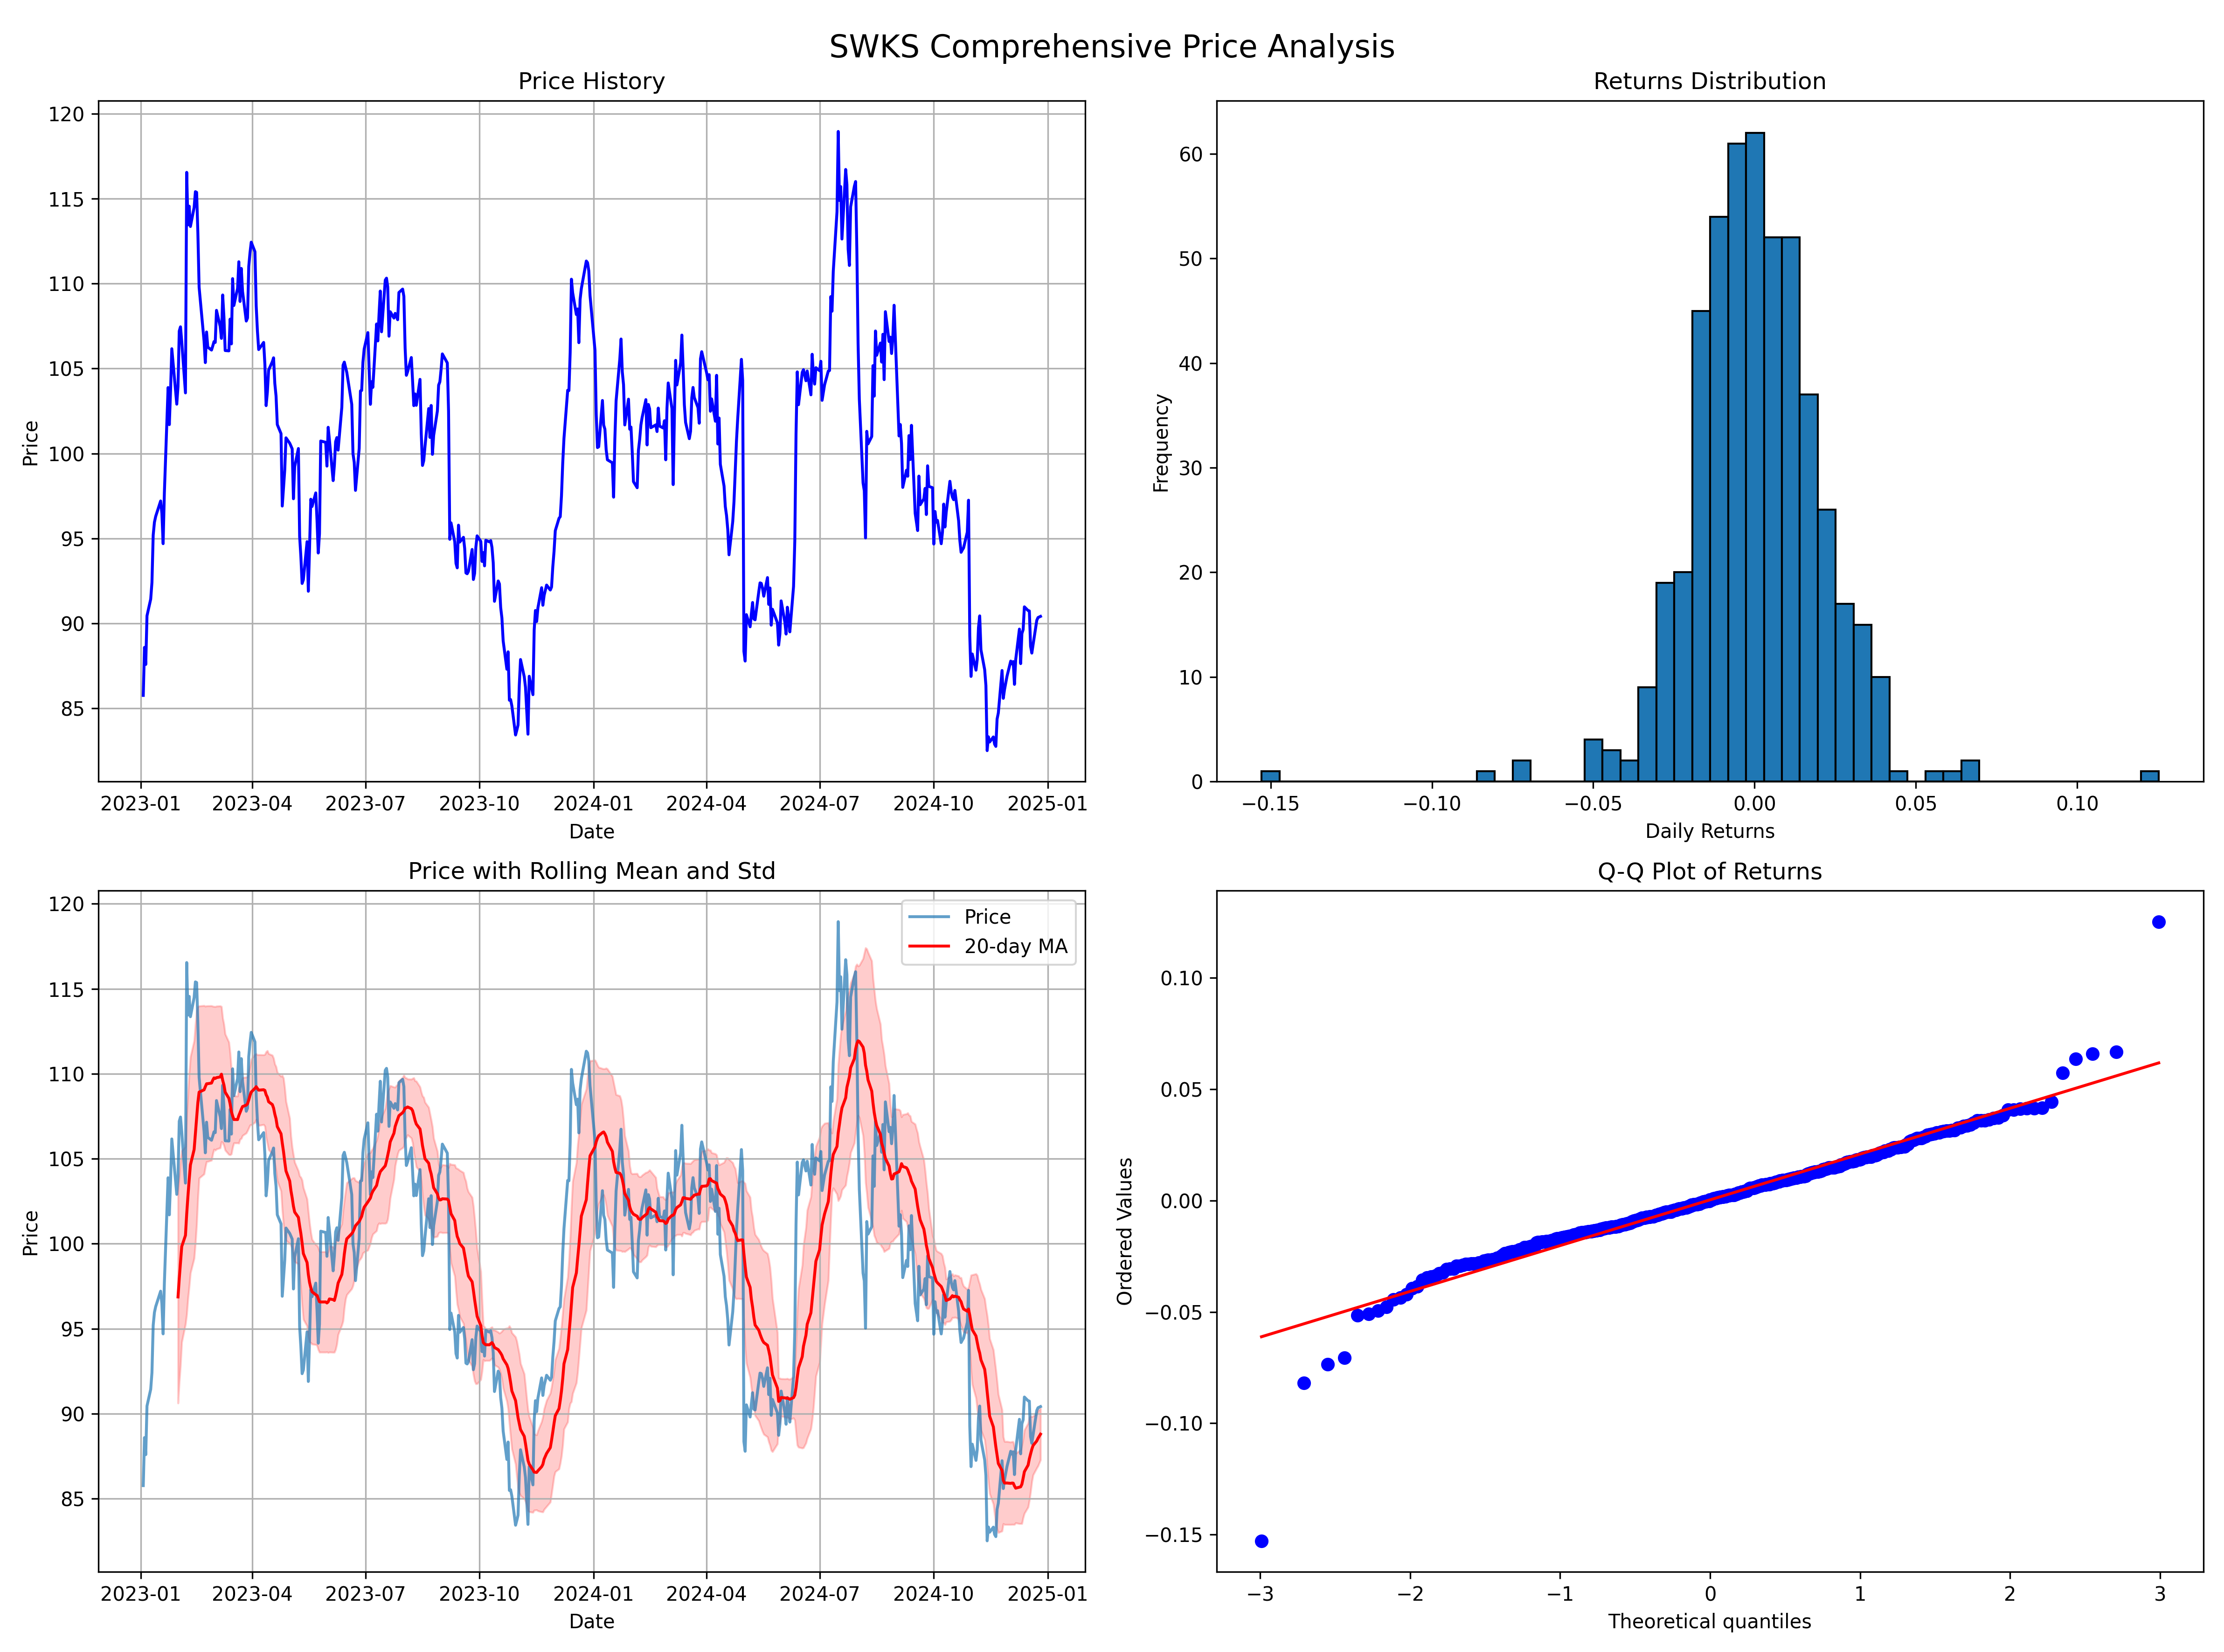 SWKS Comprehensive Price Analysis
Price History
120
115
110
105
100
95
90
85
Price
2023-01 2023-04 2023-07 2023-10 2024-01 2024-04 2024-07 2024-10 2025-01
Date
Returns Distribution
60
50
40
30
20
10
0
Frequency
−0.15 −0.10 −0.05 0.00 0.05 0.10
Daily Returns
Price with Rolling Mean and Std
Price
20-day MA
120
115
110
105
100
95
90
85
Price
2023-01 2023-04 2023-07 2023-10 2024-01 2024-04 2024-07 2024-10 2025-01
Date
Q-Q Plot of Returns
0.10
0.05
0.00
−0.05
−0.10
−0.15
Ordered Values
−3 −2 −1 0 1 2 3
Theoretical quantiles